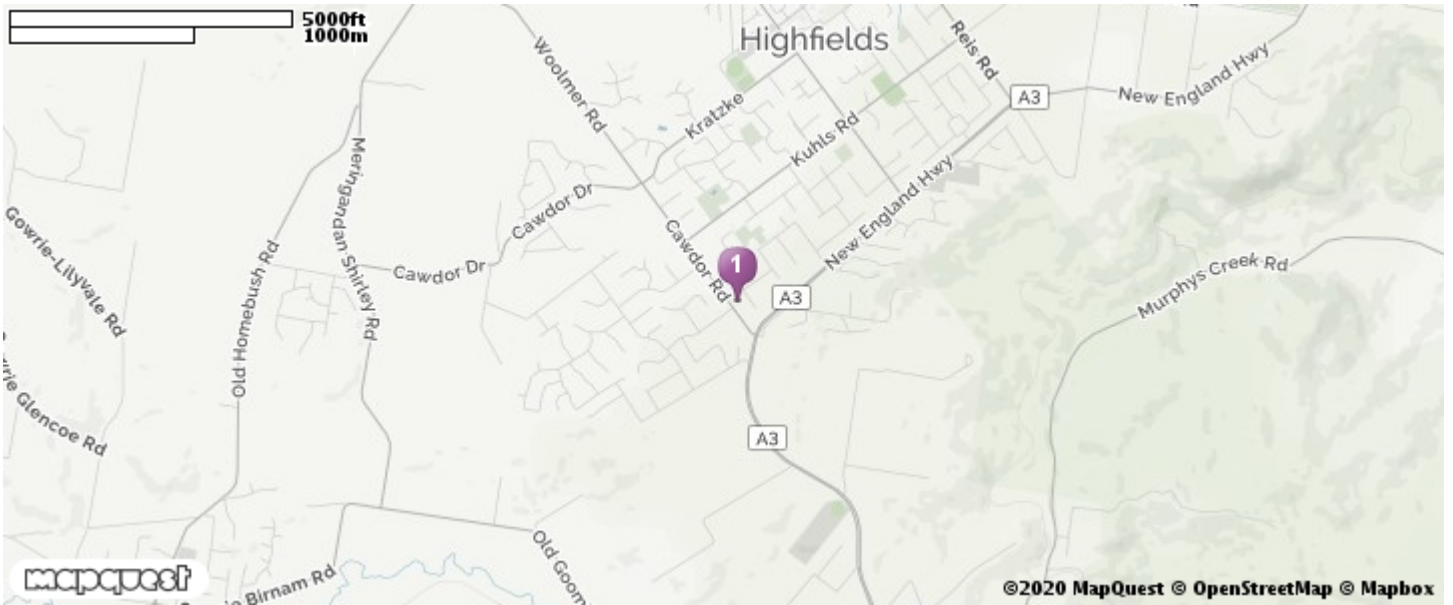 5000ft
1000m
Highfields
Woolmer Rd
Reis Rd
A3
New England Hwy
Kratzke
Kuhls Rd
Meringandan Shirley Rd
Cawdor Dr
New England Hwy
Gowrie-Lilyvale Rd
Cawdor Rd
1
Cawdor Dr
A3
Murphys Creek Rd
Old Homebush Rd
Glencoe Rd
A3
Old Goom
Birnam Rd
mapquest
©2020 MapQuest © OpenStreetMap © Mapbox